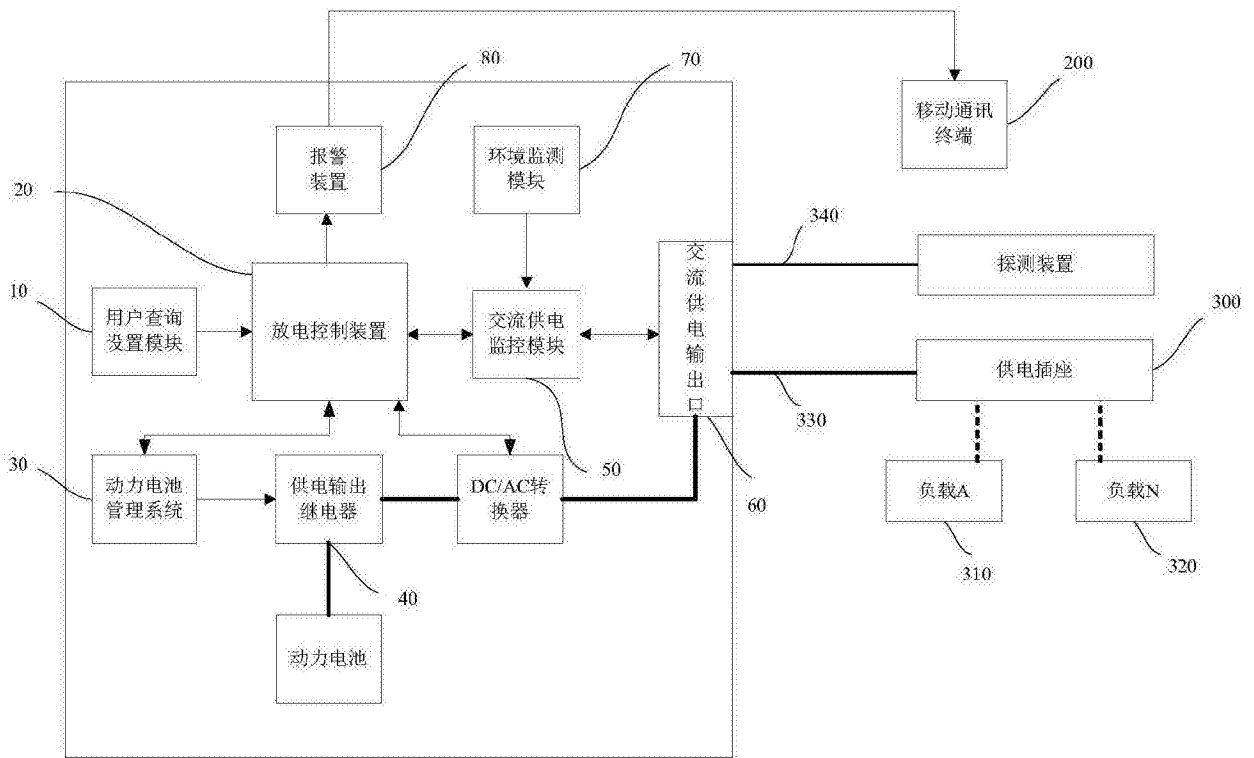 80
70
200
移动通讯
终端
报警
装置
环境监测
模块
20
340
交流供电输出口
探测装置
10
用户查询
设置模块
放电控制装置
交流供电
监控模块
300
供电插座
330
30
50
60
动力电池
管理系统
供电输出
继电器
DC/AC转
换器
负载A
负载N
310
320
40
动力电池